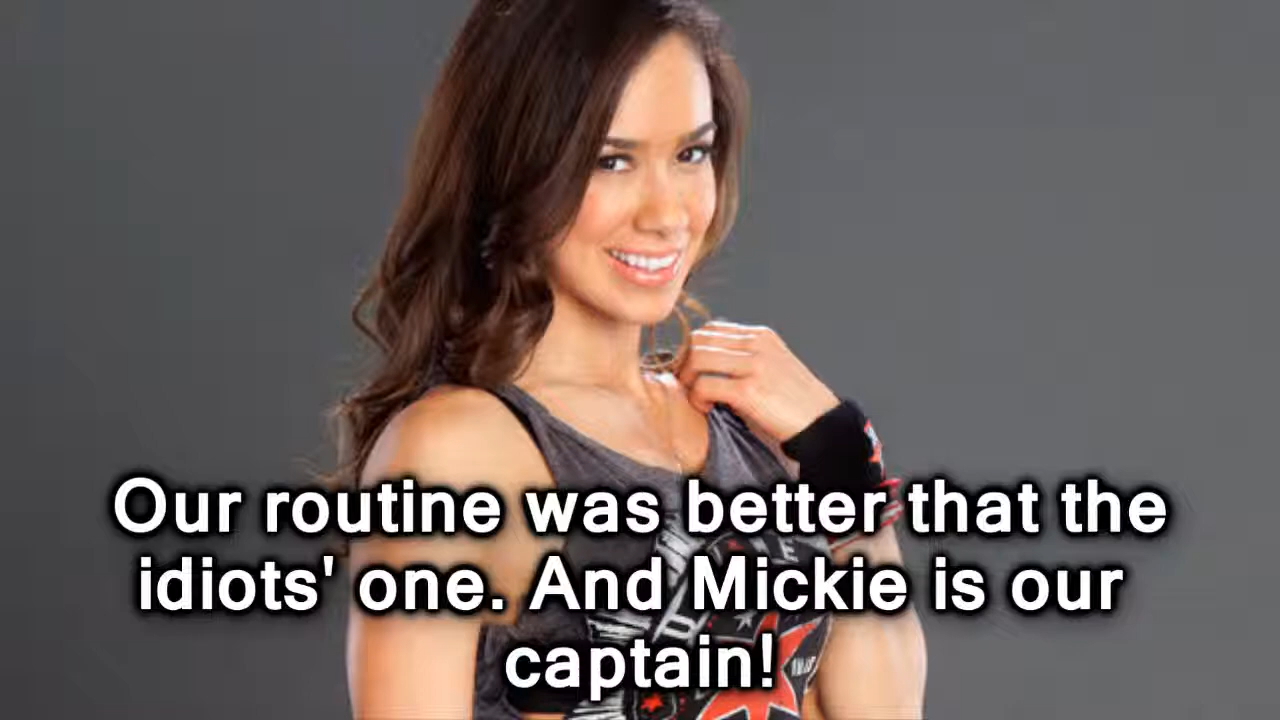 Our routine was better that the
idiots' one. And Mickie is our
captain!